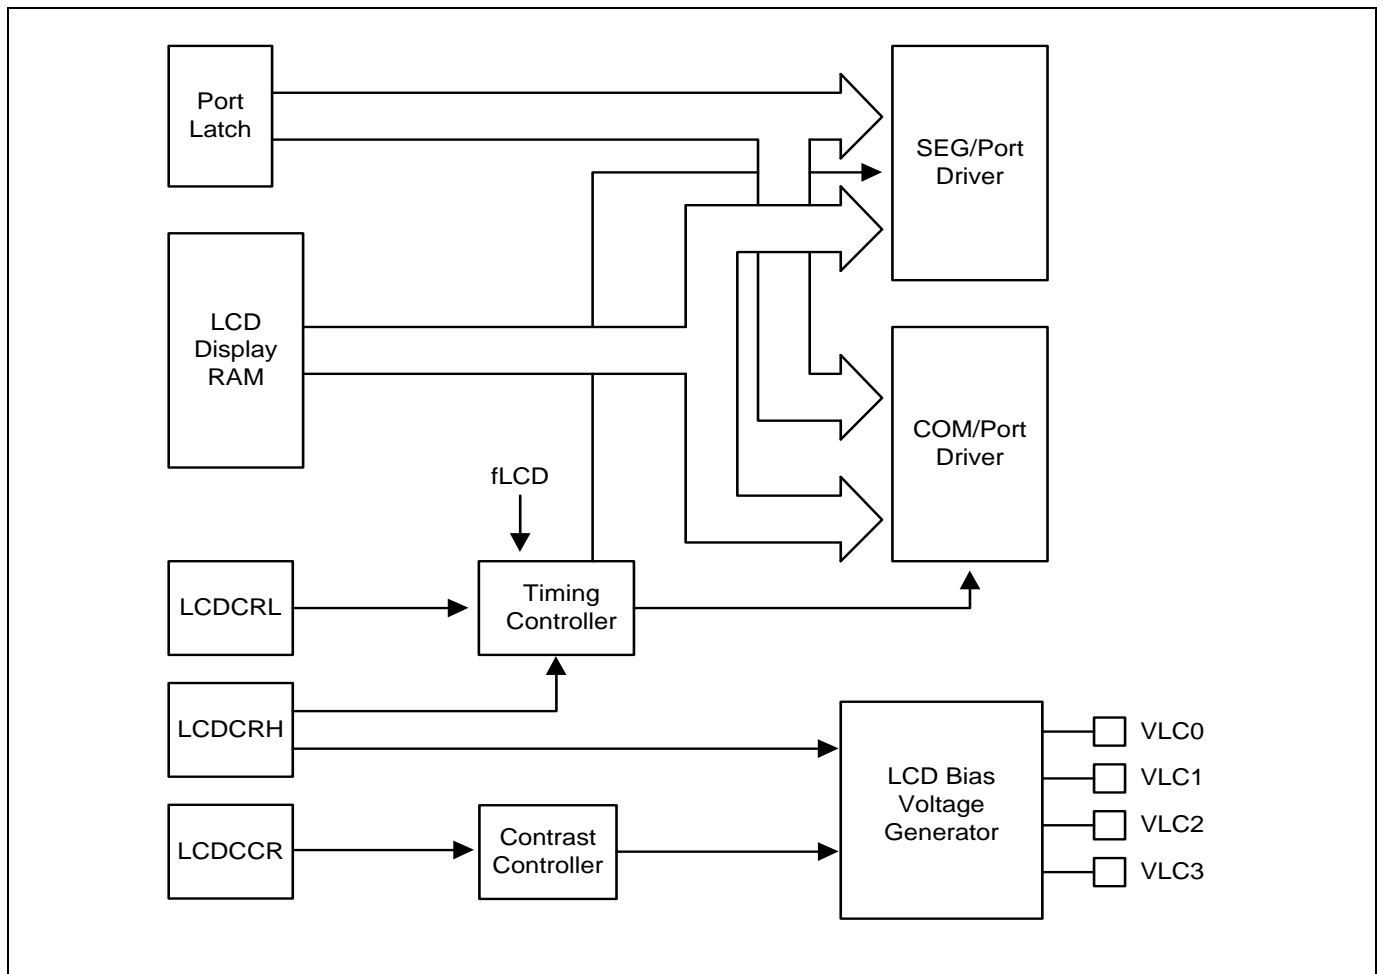 Port
Latch
SEG/Port
Driver
LCD
Display
RAM
COM/Port
Driver
fLCD
LCDCRL
Timing
Controller
LCDCRH
LCD Bias
Voltage
Generator
VLC0
VLC1
VLC2
VLC3
LCDCCR
Contrast
Controller